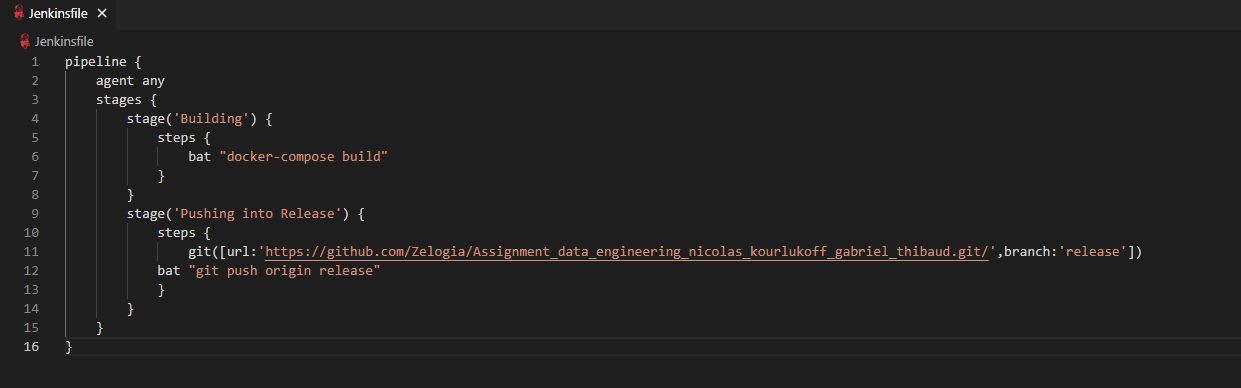 Jenkinsfile ×
Jenkinsfile
1 pipeline {
2     agent any
3     stages {
4         stage('Building') {
5             steps {
6                 bat "docker-compose build"
7             }
8         }
9         stage('Pushing into Release') {
10             steps {
11                 git([url:'https://github.com/Zelogia/Assignment_data_engineering_nicolas_kourlukoff_gabriel_thibaud.git/',branch:'release'])
12             bat "git push origin release"
13             }
14         }
15     }
16 }